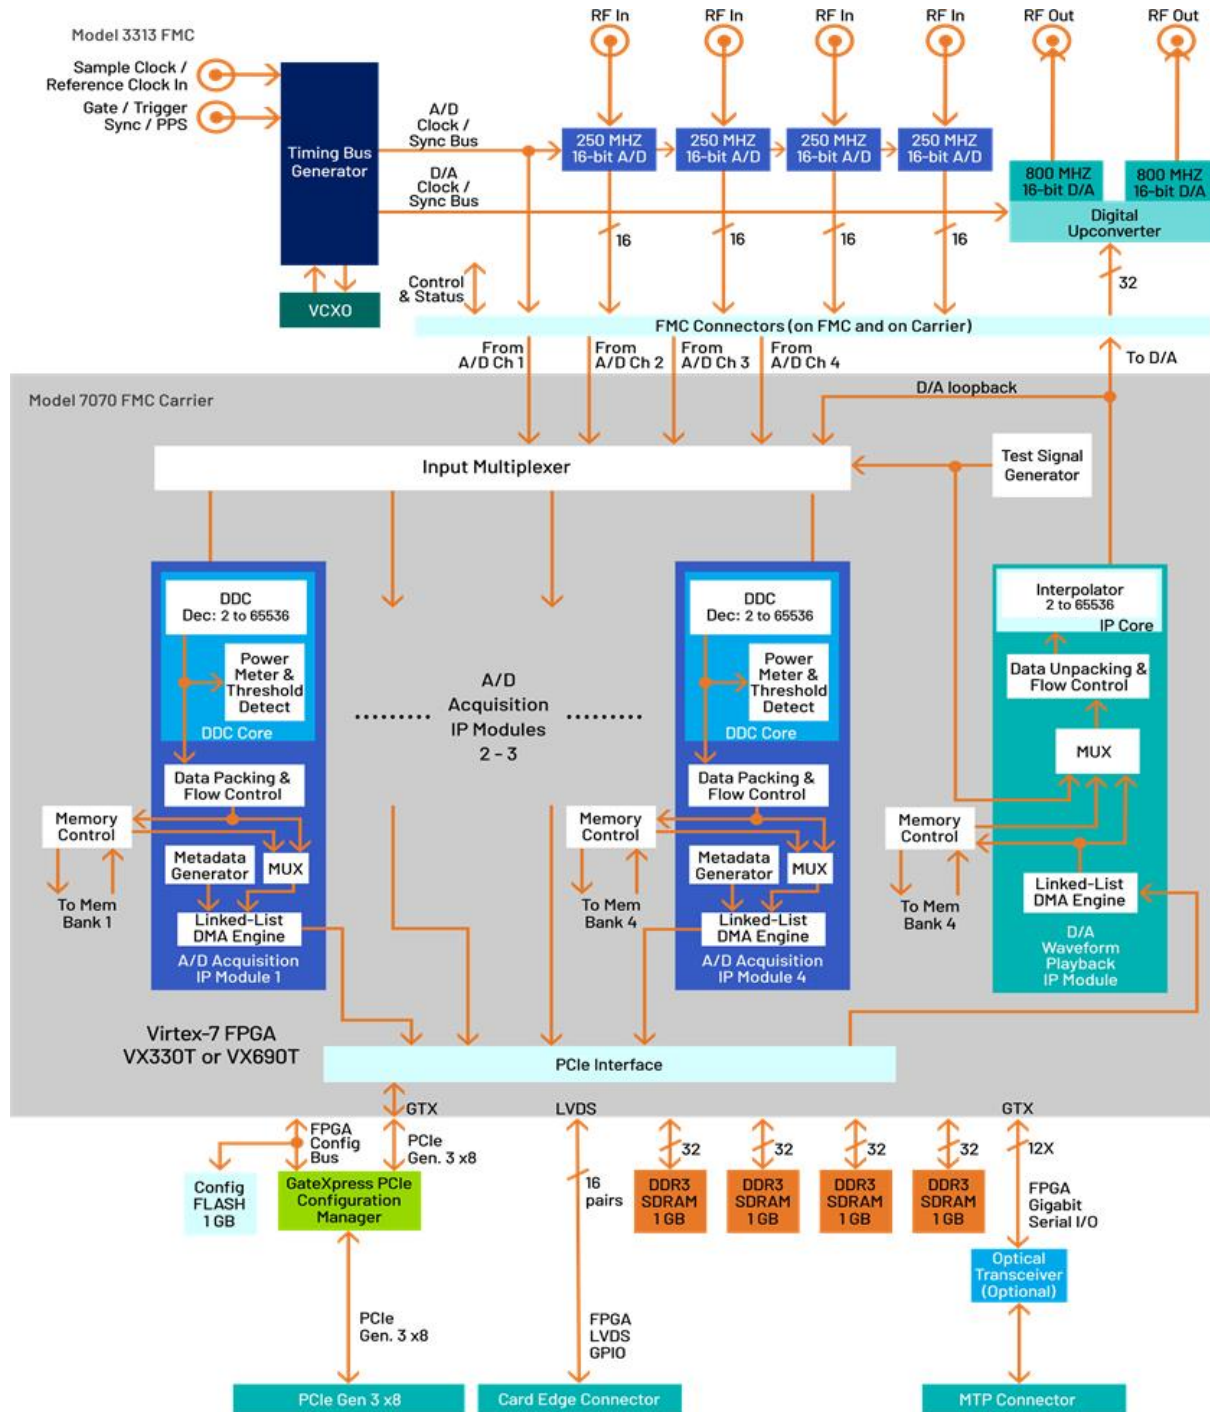 Model 3313 FMC
RF In
RF In
RF In
RF In
RF Out
RF Out
Sample Clock /
Reference Clock In
Gate / Trigger
Sync / PPS
Timing Bus
Generator
A/D
Clock /
Sync Bus
D/A
Clock /
Sync Bus
250 MHZ
16-bit A/D
250 MHZ
16-bit A/D
250 MHZ
16-bit A/D
250 MHZ
16-bit A/D
800 MHZ
16-bit D/A
800 MHZ
16-bit D/A
Digital
Upconverter
16
16
16
16
32
VCXO
Control
& Status
FMC Connectors (on FMC and on Carrier)
From
A/D Ch 1
From
A/D Ch 2
From
A/D Ch 3
From
A/D Ch 4
To D/A
Model 7070 FMC Carrier
D/A loopback
Input Multiplexer
Test Signal
Generator
DDC
Dec: 2 to 65536
Power
Meter &
Threshold
Detect
DDC Core
Data Packing &
Flow Control
Memory
Control
Metadata
Generator
MUX
To Mem
Bank 1
Linked-List
DMA Engine
A/D Acquisition
IP Module 1
A/D
Acquisition
IP Modules
2 - 3
DDC
Dec: 2 to 65536
Power
Meter &
Threshold
Detect
DDC Core
Data Packing &
Flow Control
Memory
Control
Metadata
Generator
MUX
To Mem
Bank 4
Linked-List
DMA Engine
A/D Acquisition
IP Module 4
Interpolator
2 to 65536
IP Core
Data Unpacking &
Flow Control
MUX
Memory
Control
To Mem
Bank 4
Linked-List
DMA Engine
D/A
Waveform
Playback
IP Module
Virtex-7 FPGA
VX330T or VX690T
PCIe Interface
GTX
LVDS
GTX
FPGA
Config
Bus
PCIe
Gen. 3 x8
32
32
32
32
12X
Config
FLASH
1 GB
GateXpress PCIe
Configuration
Manager
16
pairs
DDR3
SDRAM
1 GB
DDR3
SDRAM
1 GB
DDR3
SDRAM
1 GB
DDR3
SDRAM
1 GB
FPGA
Gigabit
Serial I/O
Optical
Transceiver
(Optional)
PCIe
Gen. 3 x8
FPGA
LVDS
GPIO
PCIe Gen 3 x8
Card Edge Connector
MTP Connector